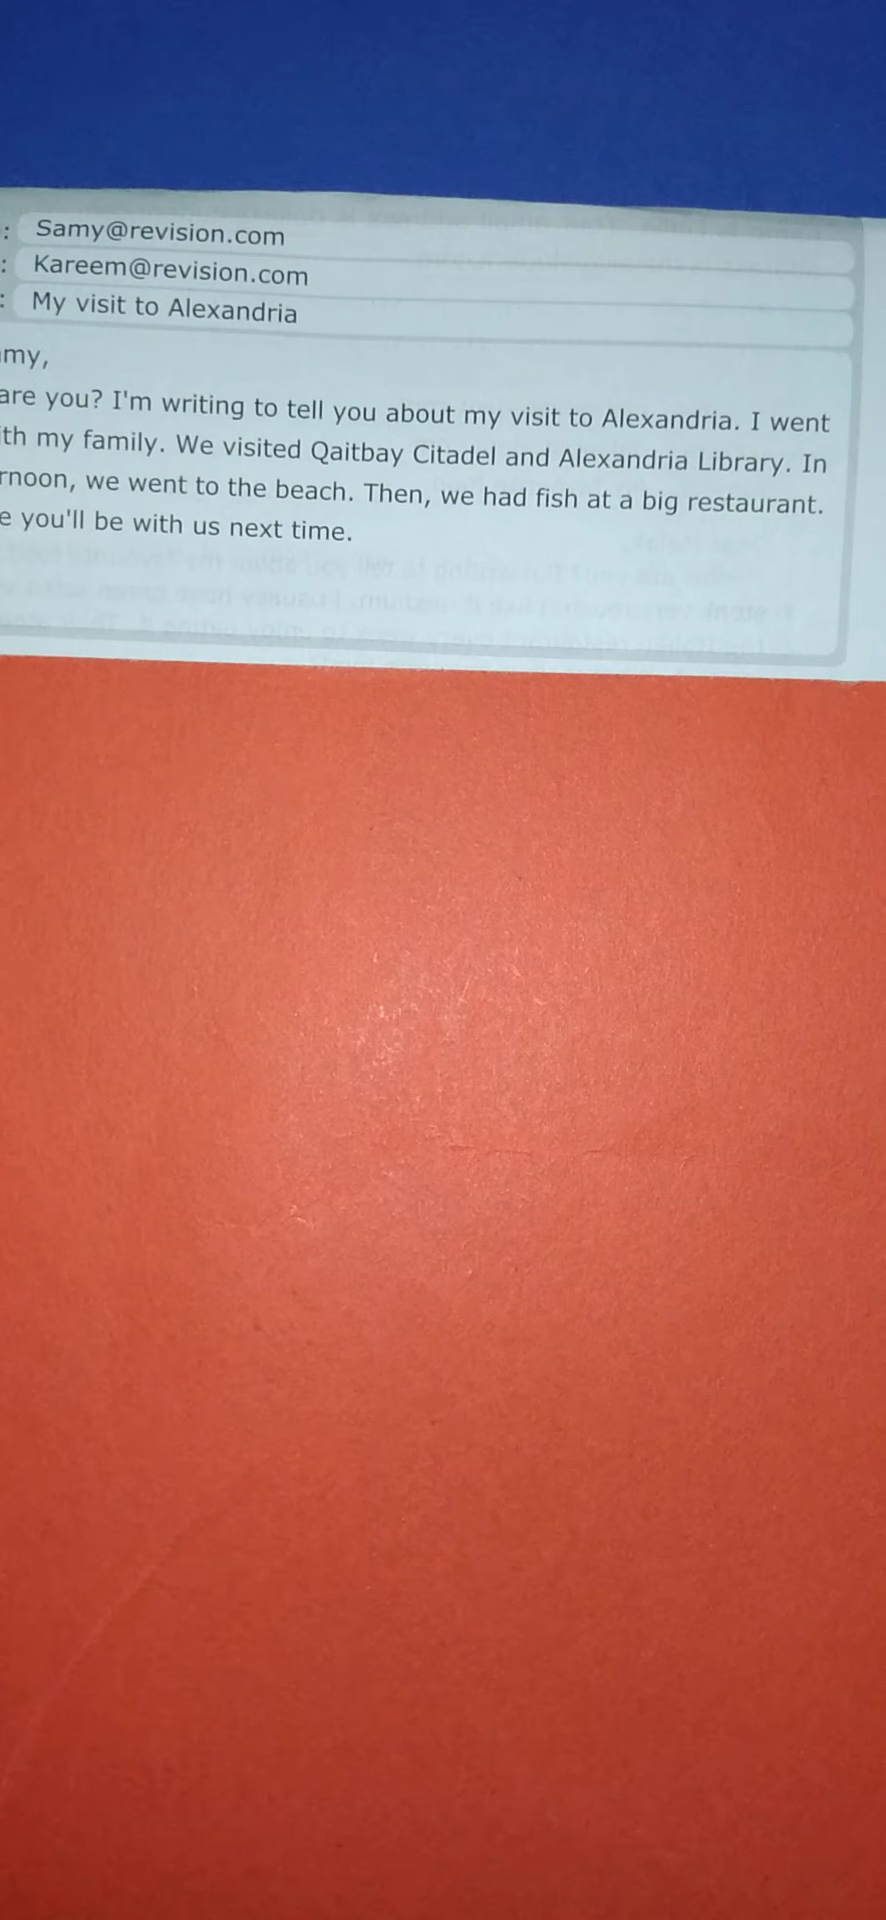 : Samy@revision.com
: Kareem@revision.com
: My visit to Alexandria
my,
are you? I'm writing to tell you about my visit to Alexandria. I went
th my family. We visited Qaitbay Citadel and Alexandria Library. In
rnoon, we went to the beach. Then, we had fish at a big restaurant.
e you'll be with us next time.